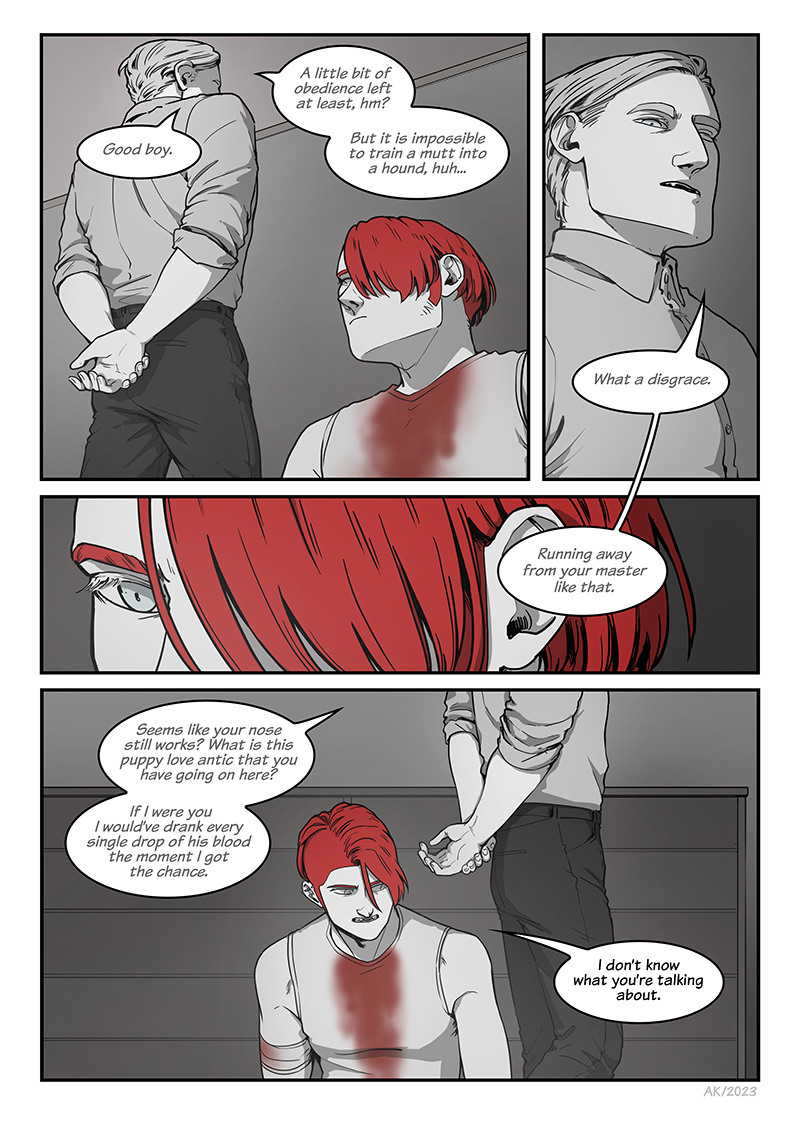 Good boy.
A little bit of
obedience left
at least, hm?
But it is impossible
to train a mutt into
a hound, huh...
What a disgrace.
Running away
from your master
like that.
Seems like your nose
still works? What is this
puppy love antic that you
have going on here?
If I were you
I would've drank every
single drop of his blood
the moment I got
the chance.
I don't know
what you're talking
about.
AK/2023